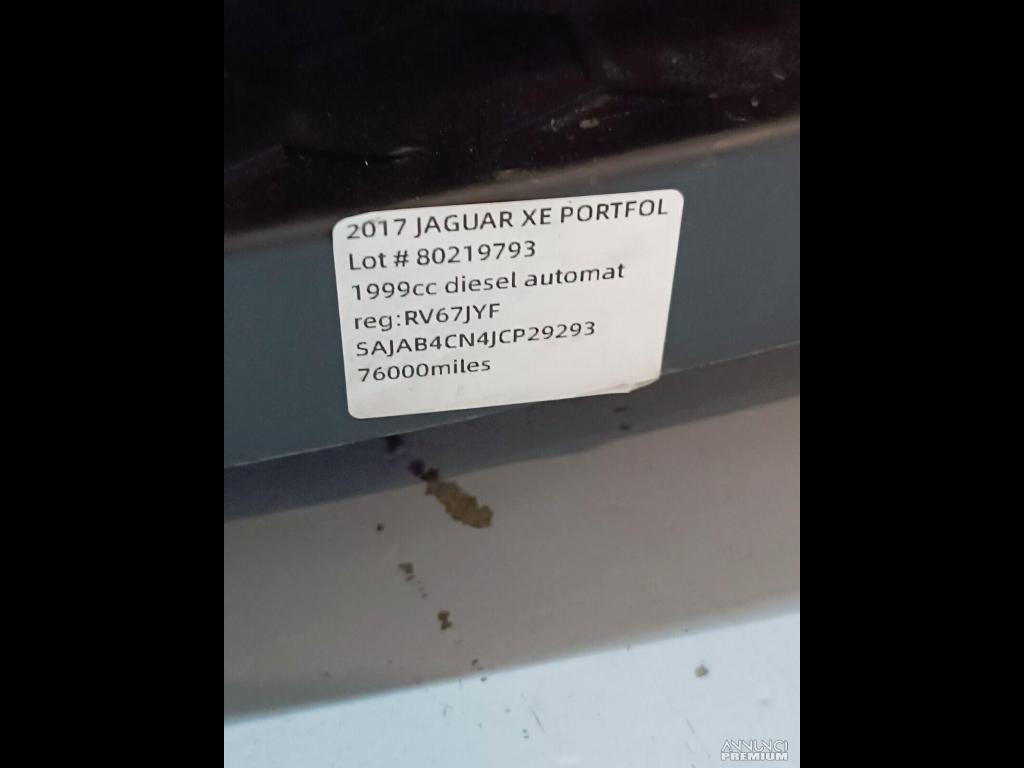 2017 JAGUAR XE PORTFOL
Lot # 80219793
1999cc diesel automat
reg:RV67JYF
SAJAB4CN4JCP29293
76000miles
ANNUNCI
PREMIUM